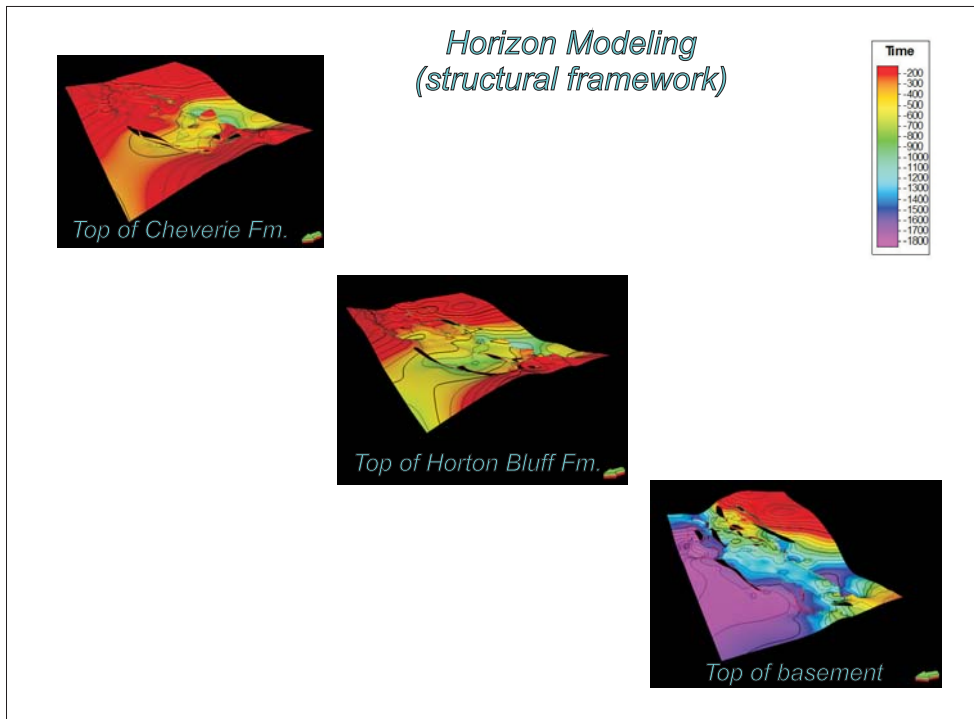 Horizon Modeling
(structural framework)
Time
-200
-300
-400
-500
-600
-700
-800
-900
-1000
-1100
-1200
-1300
-1400
-1500
-1600
-1700
-1800
Top of Cheverie Fm.
Top of Horton Bluff Fm.
Top of basement